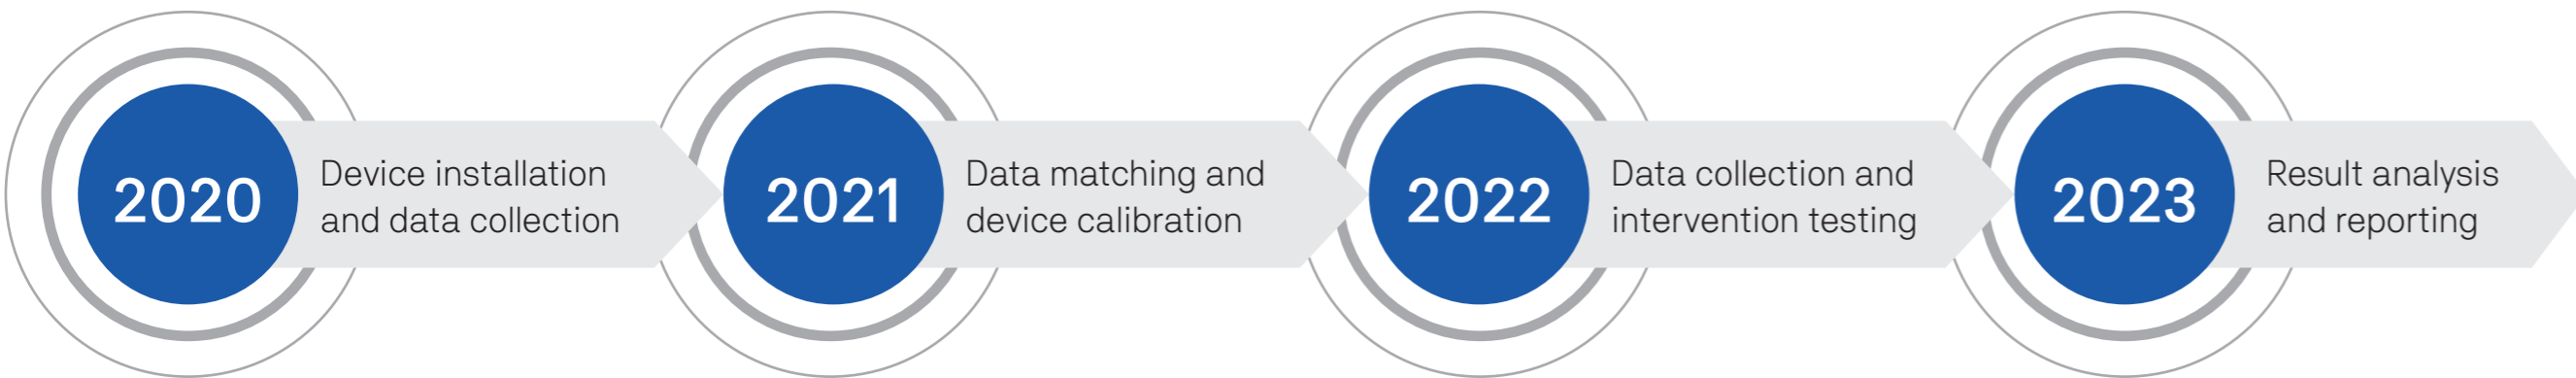 2020
Device installation
and data collection
2021
Data matching and
device calibration
2022
Data collection and
intervention testing
2023
Result analysis
and reporting